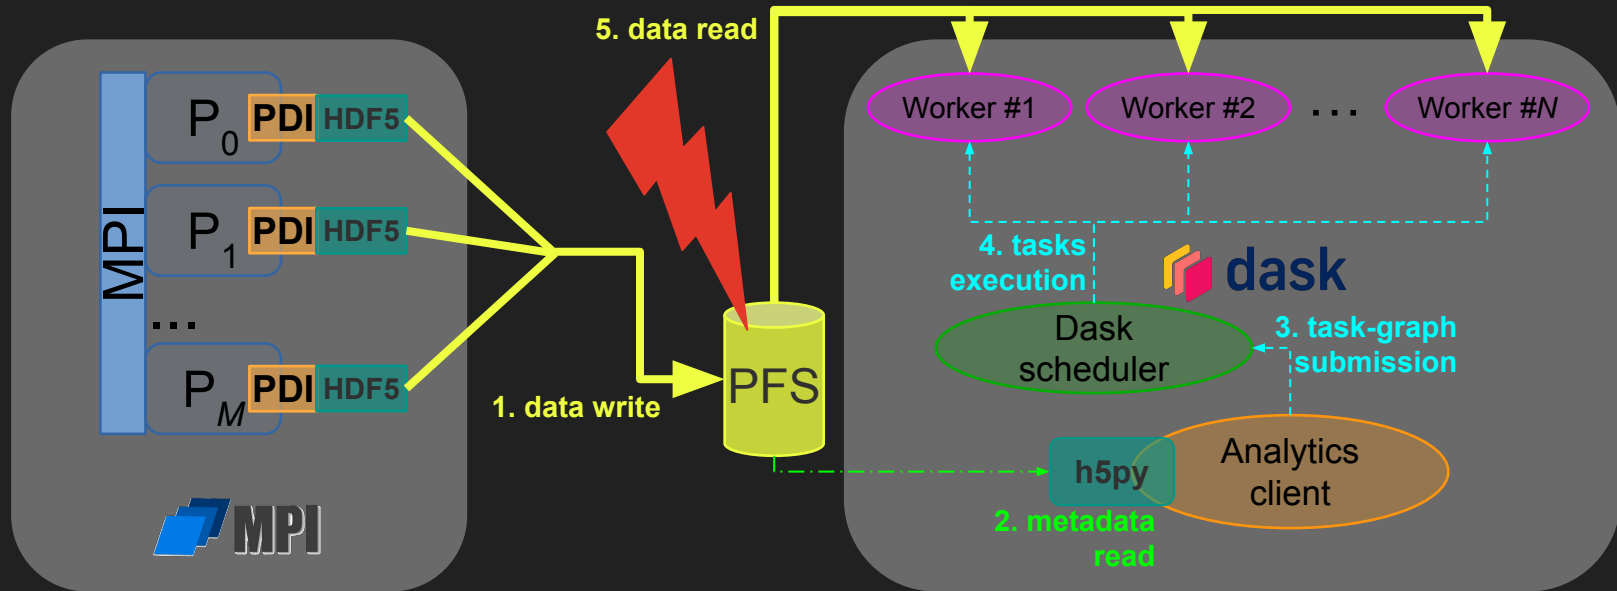 5. data read
MPI
P0
PDI
HDF5
P1
PDI
HDF5
...
PM
PDI
HDF5
MPI
1. data write
PFS
Worker #1
Worker #2
...
Worker #N
4. tasks
execution
dask
Dask
scheduler
3. task-graph
submission
h5py
Analytics
client
2. metadata
read